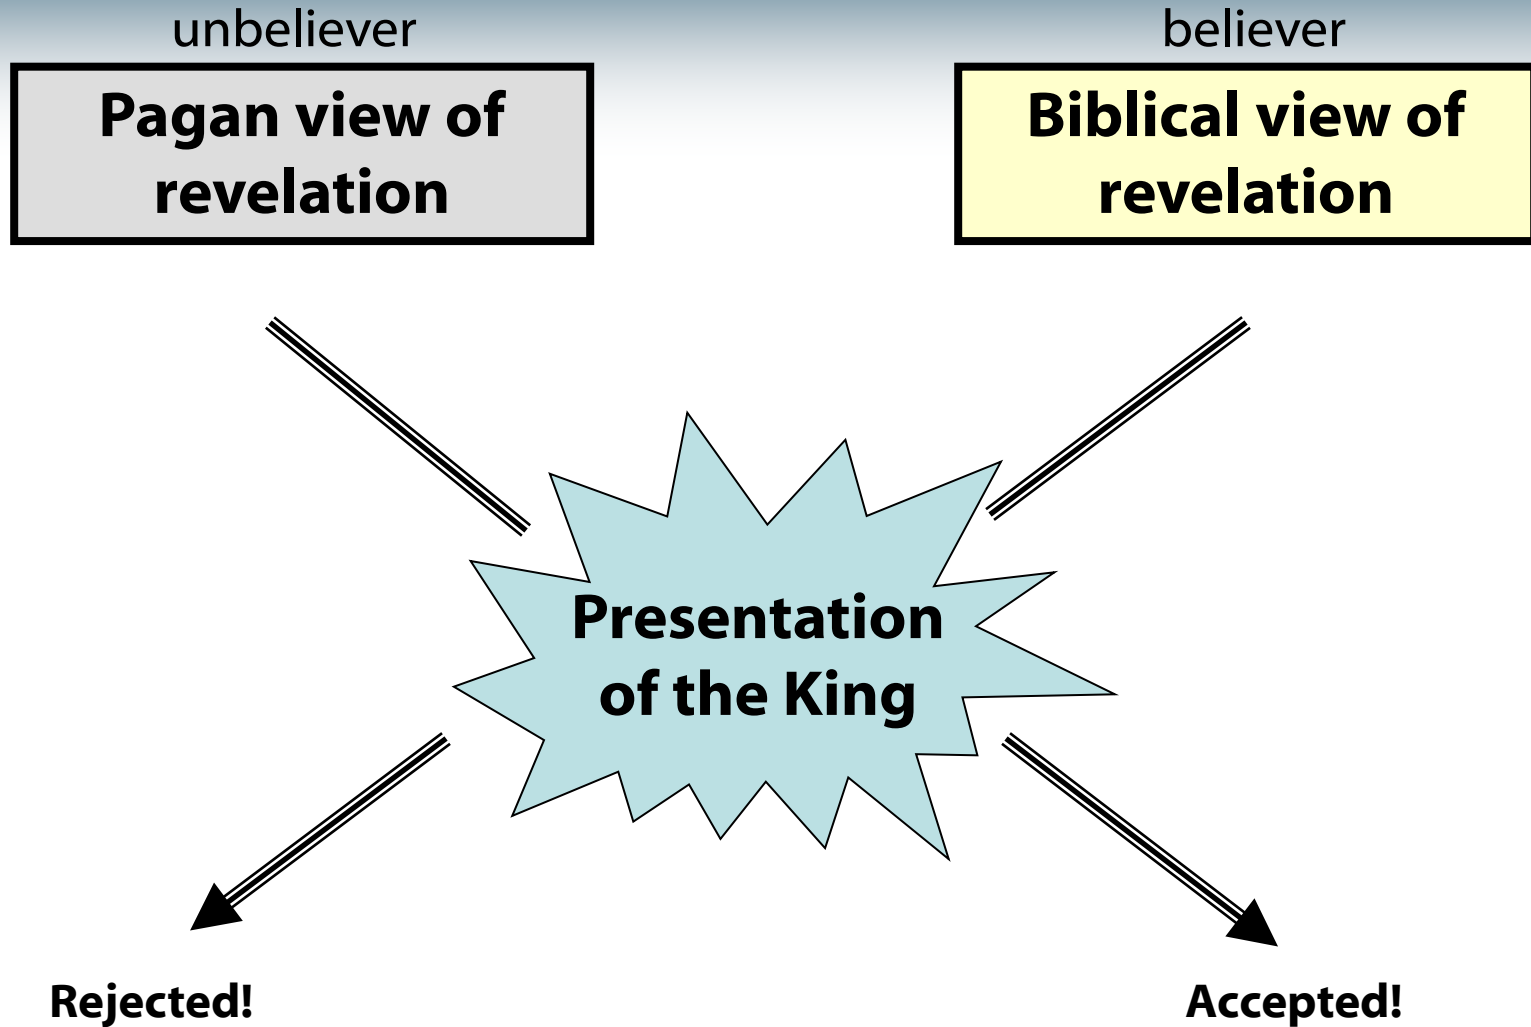 unbeliever
believer
Pagan view of
revelation
Biblical view of
revelation
Presentation
of the King
Rejected!
Accepted!